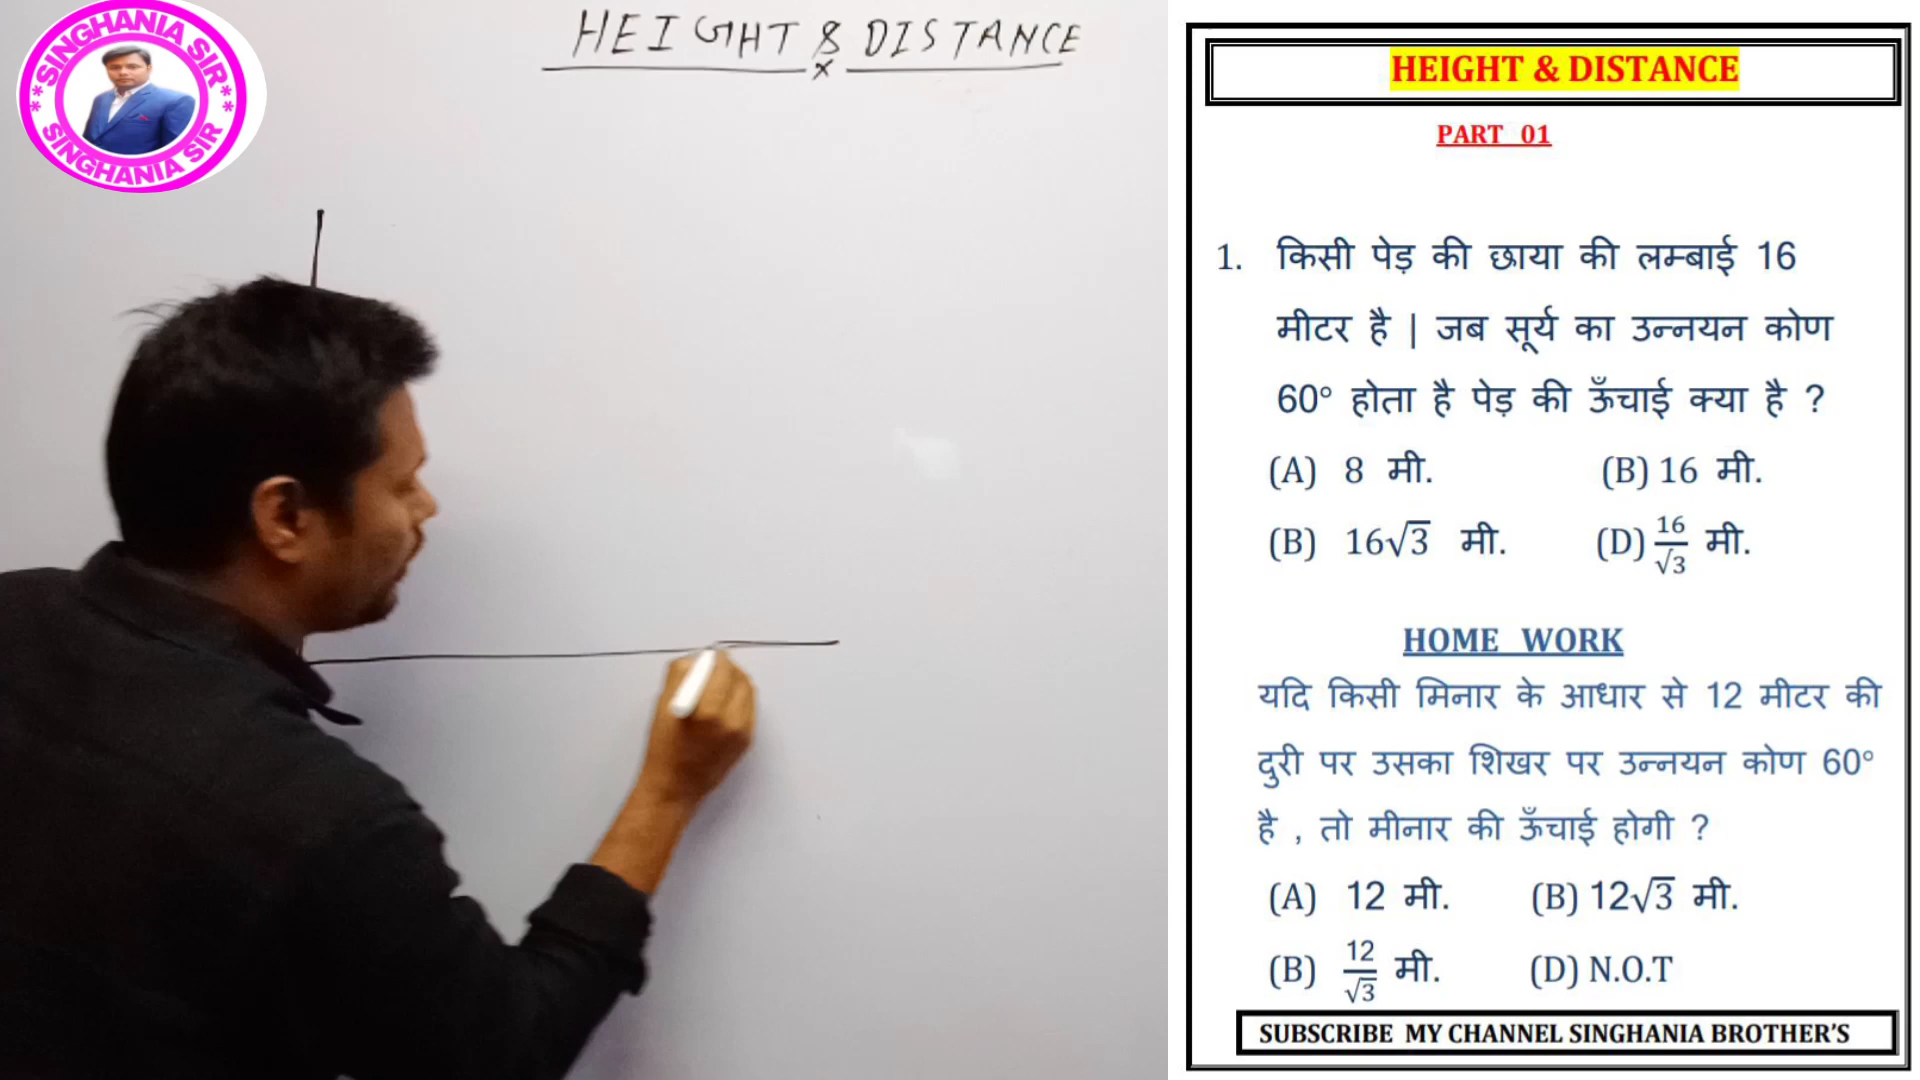 **SINGHANIA SIR**
SINGHANIA SIR
HEIGHT & DISTANCE
x
HEIGHT & DISTANCE
PART 01
1. किसी पेड़ की छाया की लम्बाई 16
मीटर है | जब सूर्य का उन्नयन कोण
60° होता है पेड़ की ऊँचाई क्या है ?
(A) 8 मी. (B) 16 मी.
(B) 16√3 मी. (D) 16/√3 मी.
HOME WORK
यदि किसी मिनार के आधार से 12 मीटर की
दुरी पर उसका शिखर पर उन्नयन कोण 60°
है , तो मीनार की ऊँचाई होगी ?
(A) 12 मी. (B) 12√3 मी.
(B) 12/√3 मी. (D) N.O.T
SUBSCRIBE MY CHANNEL SINGHANIA BROTHER'S